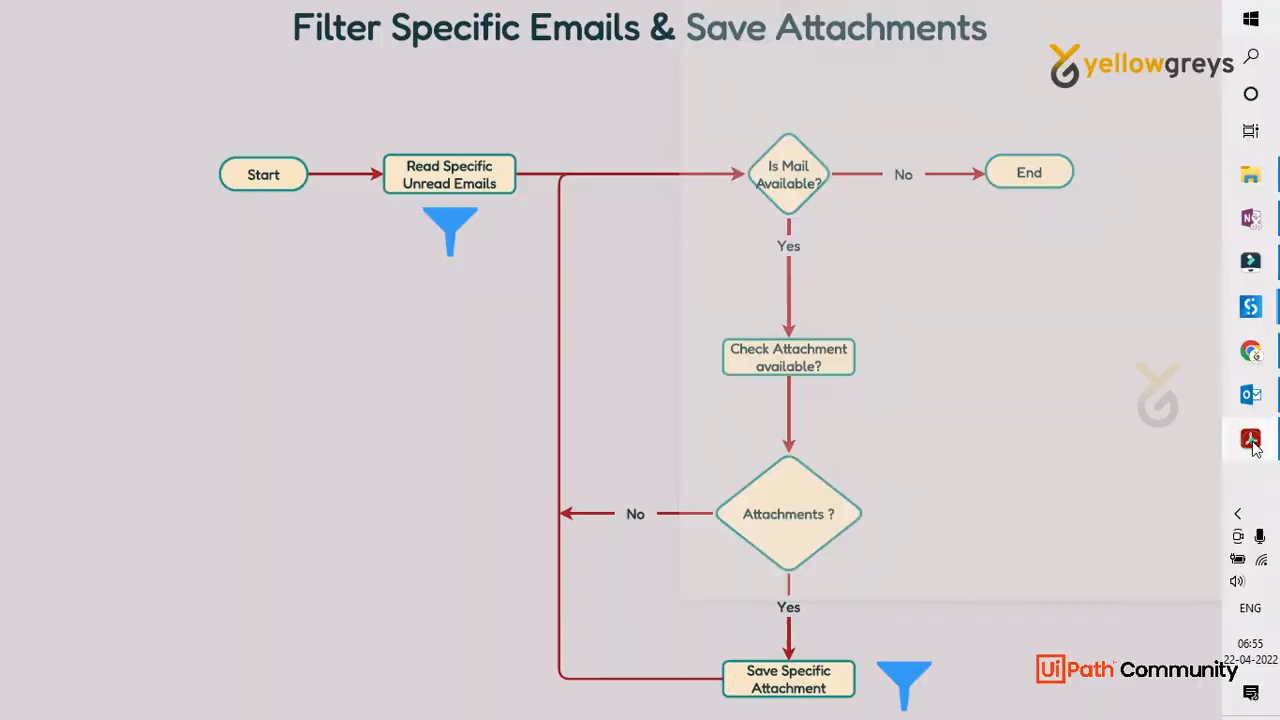 Filter Specific Emails & Save Attachments
yellowgreys
Start
Read Specific
Unread Emails
Is Mail
Available?
No
End
Yes
Check Attachment
available?
Attachments ?
No
Yes
Save Specific
Attachment
ENG
06:55
22-04-2022
UiPath Community